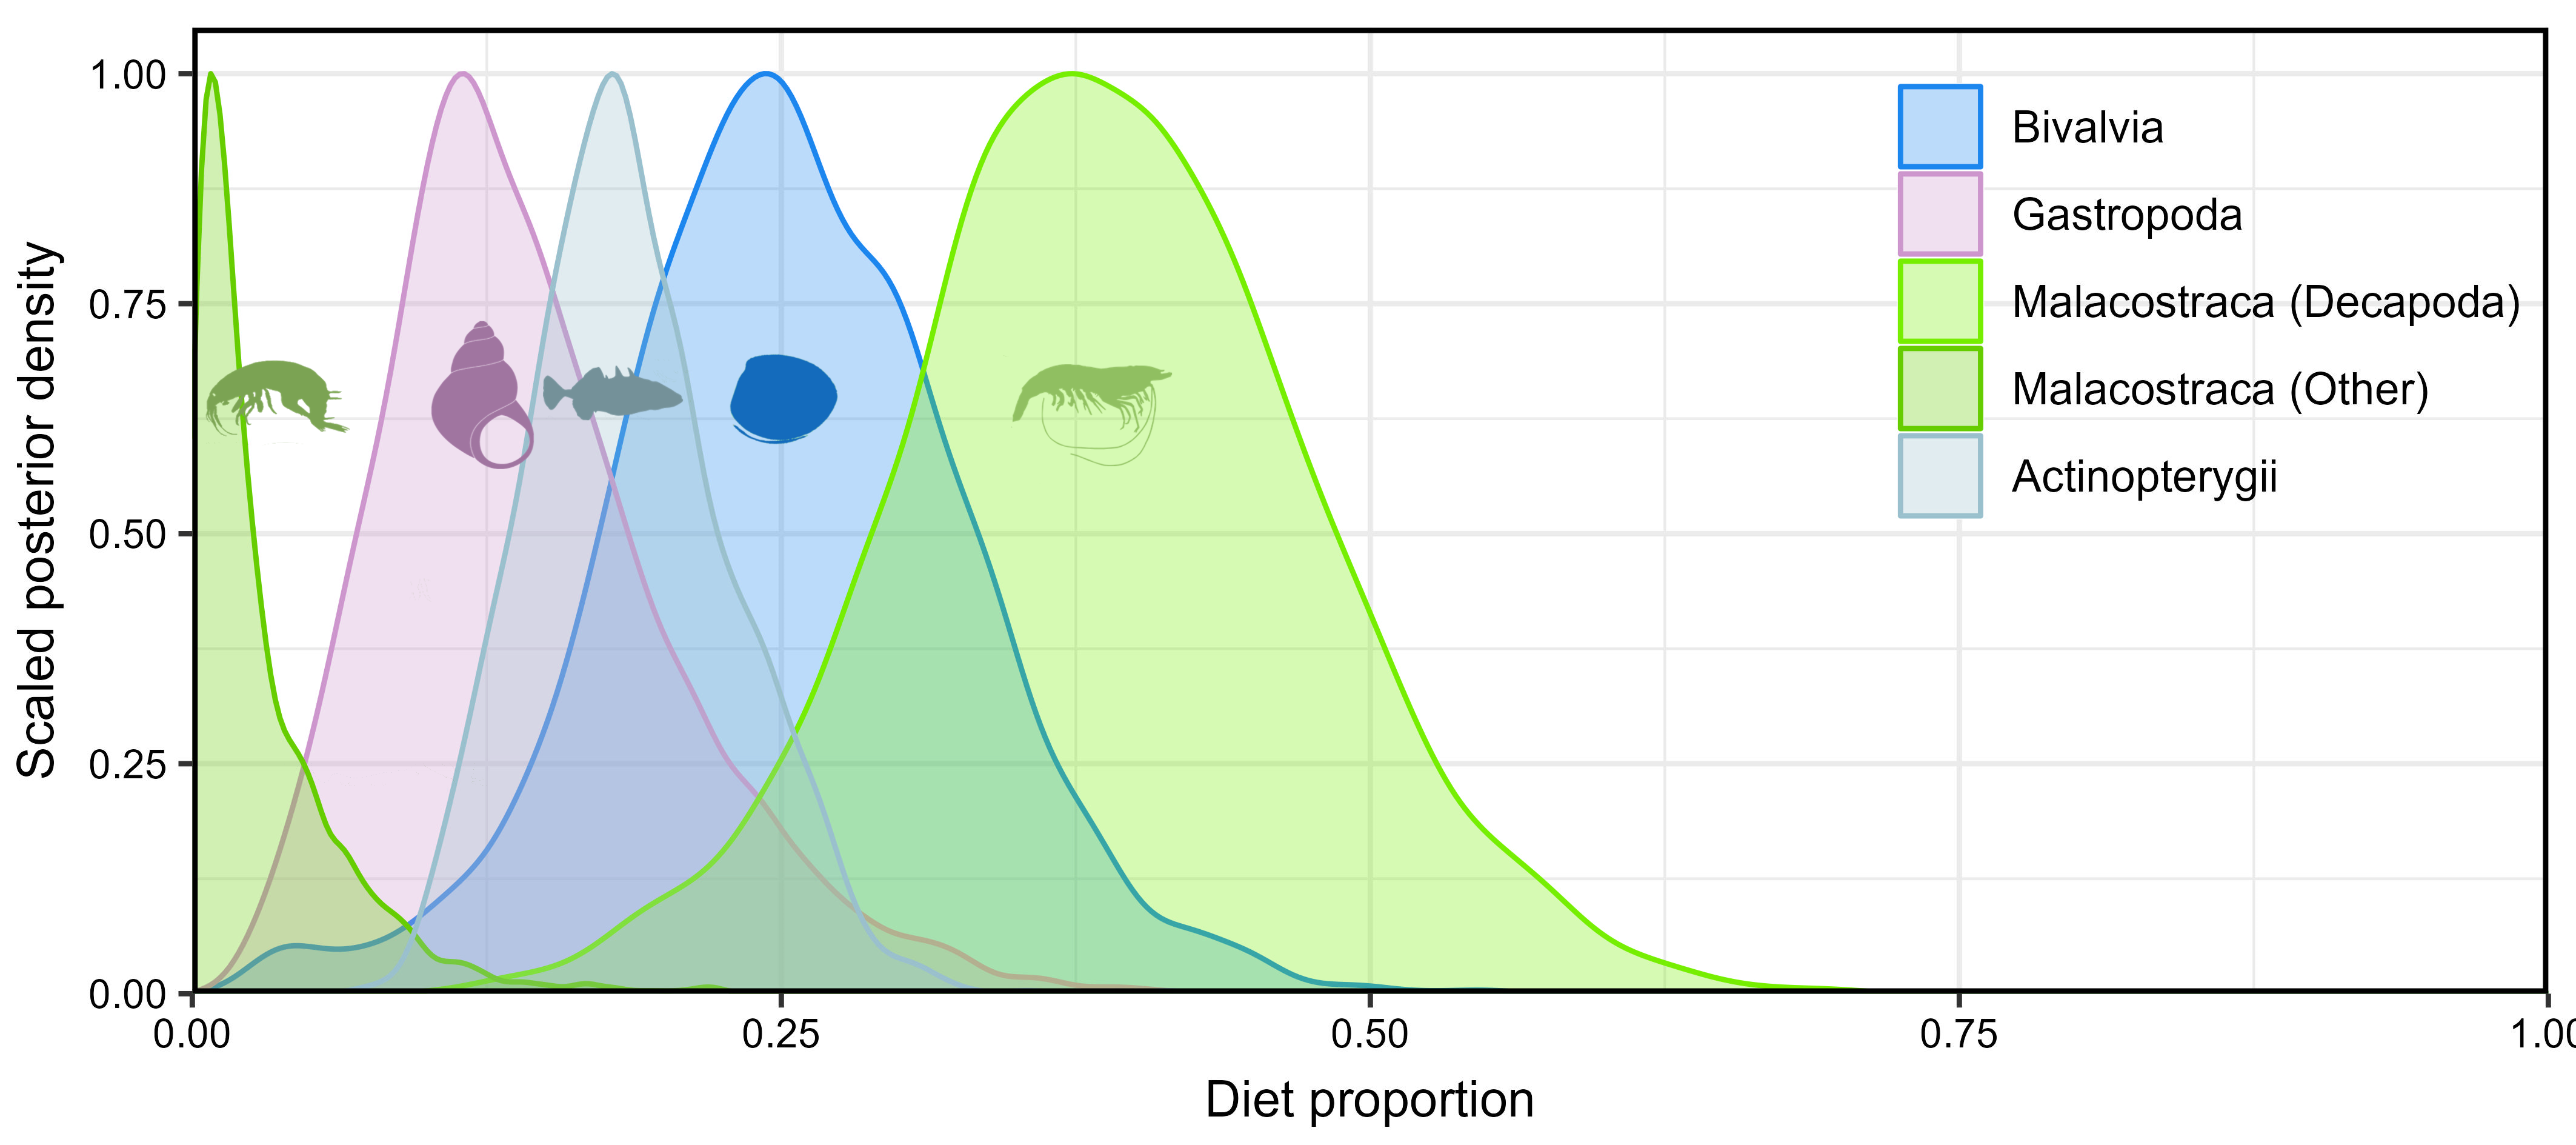 Scaled posterior density
1.00
0.75
0.50
0.25
0.00
0.00
0.25
0.50
0.75
1.00
Diet proportion
Bivalvia
Gastropoda
Malacostraca (Decapoda)
Malacostraca (Other)
Actinopterygii